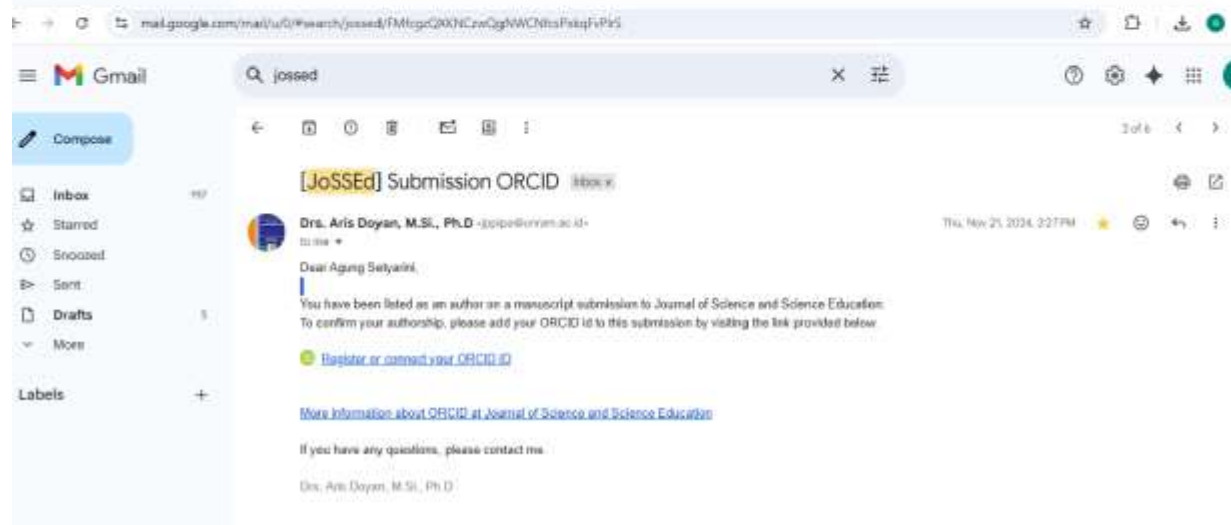 mail.google.com/mail/u/0/#search/jossed/
Gmail
jossed
Compose
3 of 6
[JoSSEd] Submission ORCID Inbox x
Inbox
Starred
Drs. Aris Doyan, M.Si., Ph.D
Thu, Nov 21, 2024, 2:27 PM
to me
Snoozed
Dear Agung Setyarini,
Sent
You have been listed as an author on a manuscript submission to Journal of Science and Science Education
Drafts 5
To confirm your authorship, please add your ORCID id to this submission by visiting the link provided below
More
Register or connect your ORCID iD
Labels +
More information about ORCID at Journal of Science and Science Education
If you have any questions, please contact me.
Drs. Aris Doyan, M.Si., Ph.D